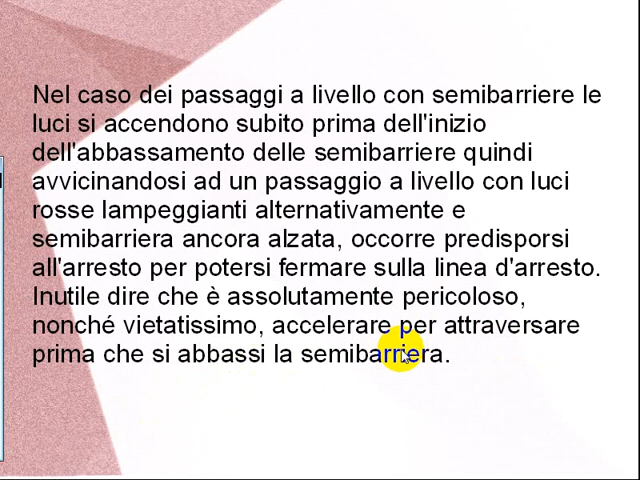 Nel caso dei passaggi a livello con semibarriere le
luci si accendono subito prima dell'inizio
dell'abbassamento delle semibarriere quindi
avvicinandosi ad un passaggio a livello con luci
rosse lampeggianti alternativamente e
semibarriera ancora alzata, occorre predisporsi
all'arresto per potersi fermare sulla linea d'arresto.
Inutile dire che è assolutamente pericoloso,
nonché vietatissimo, accelerare per attraversare
prima che si abbassi la semibarriera.